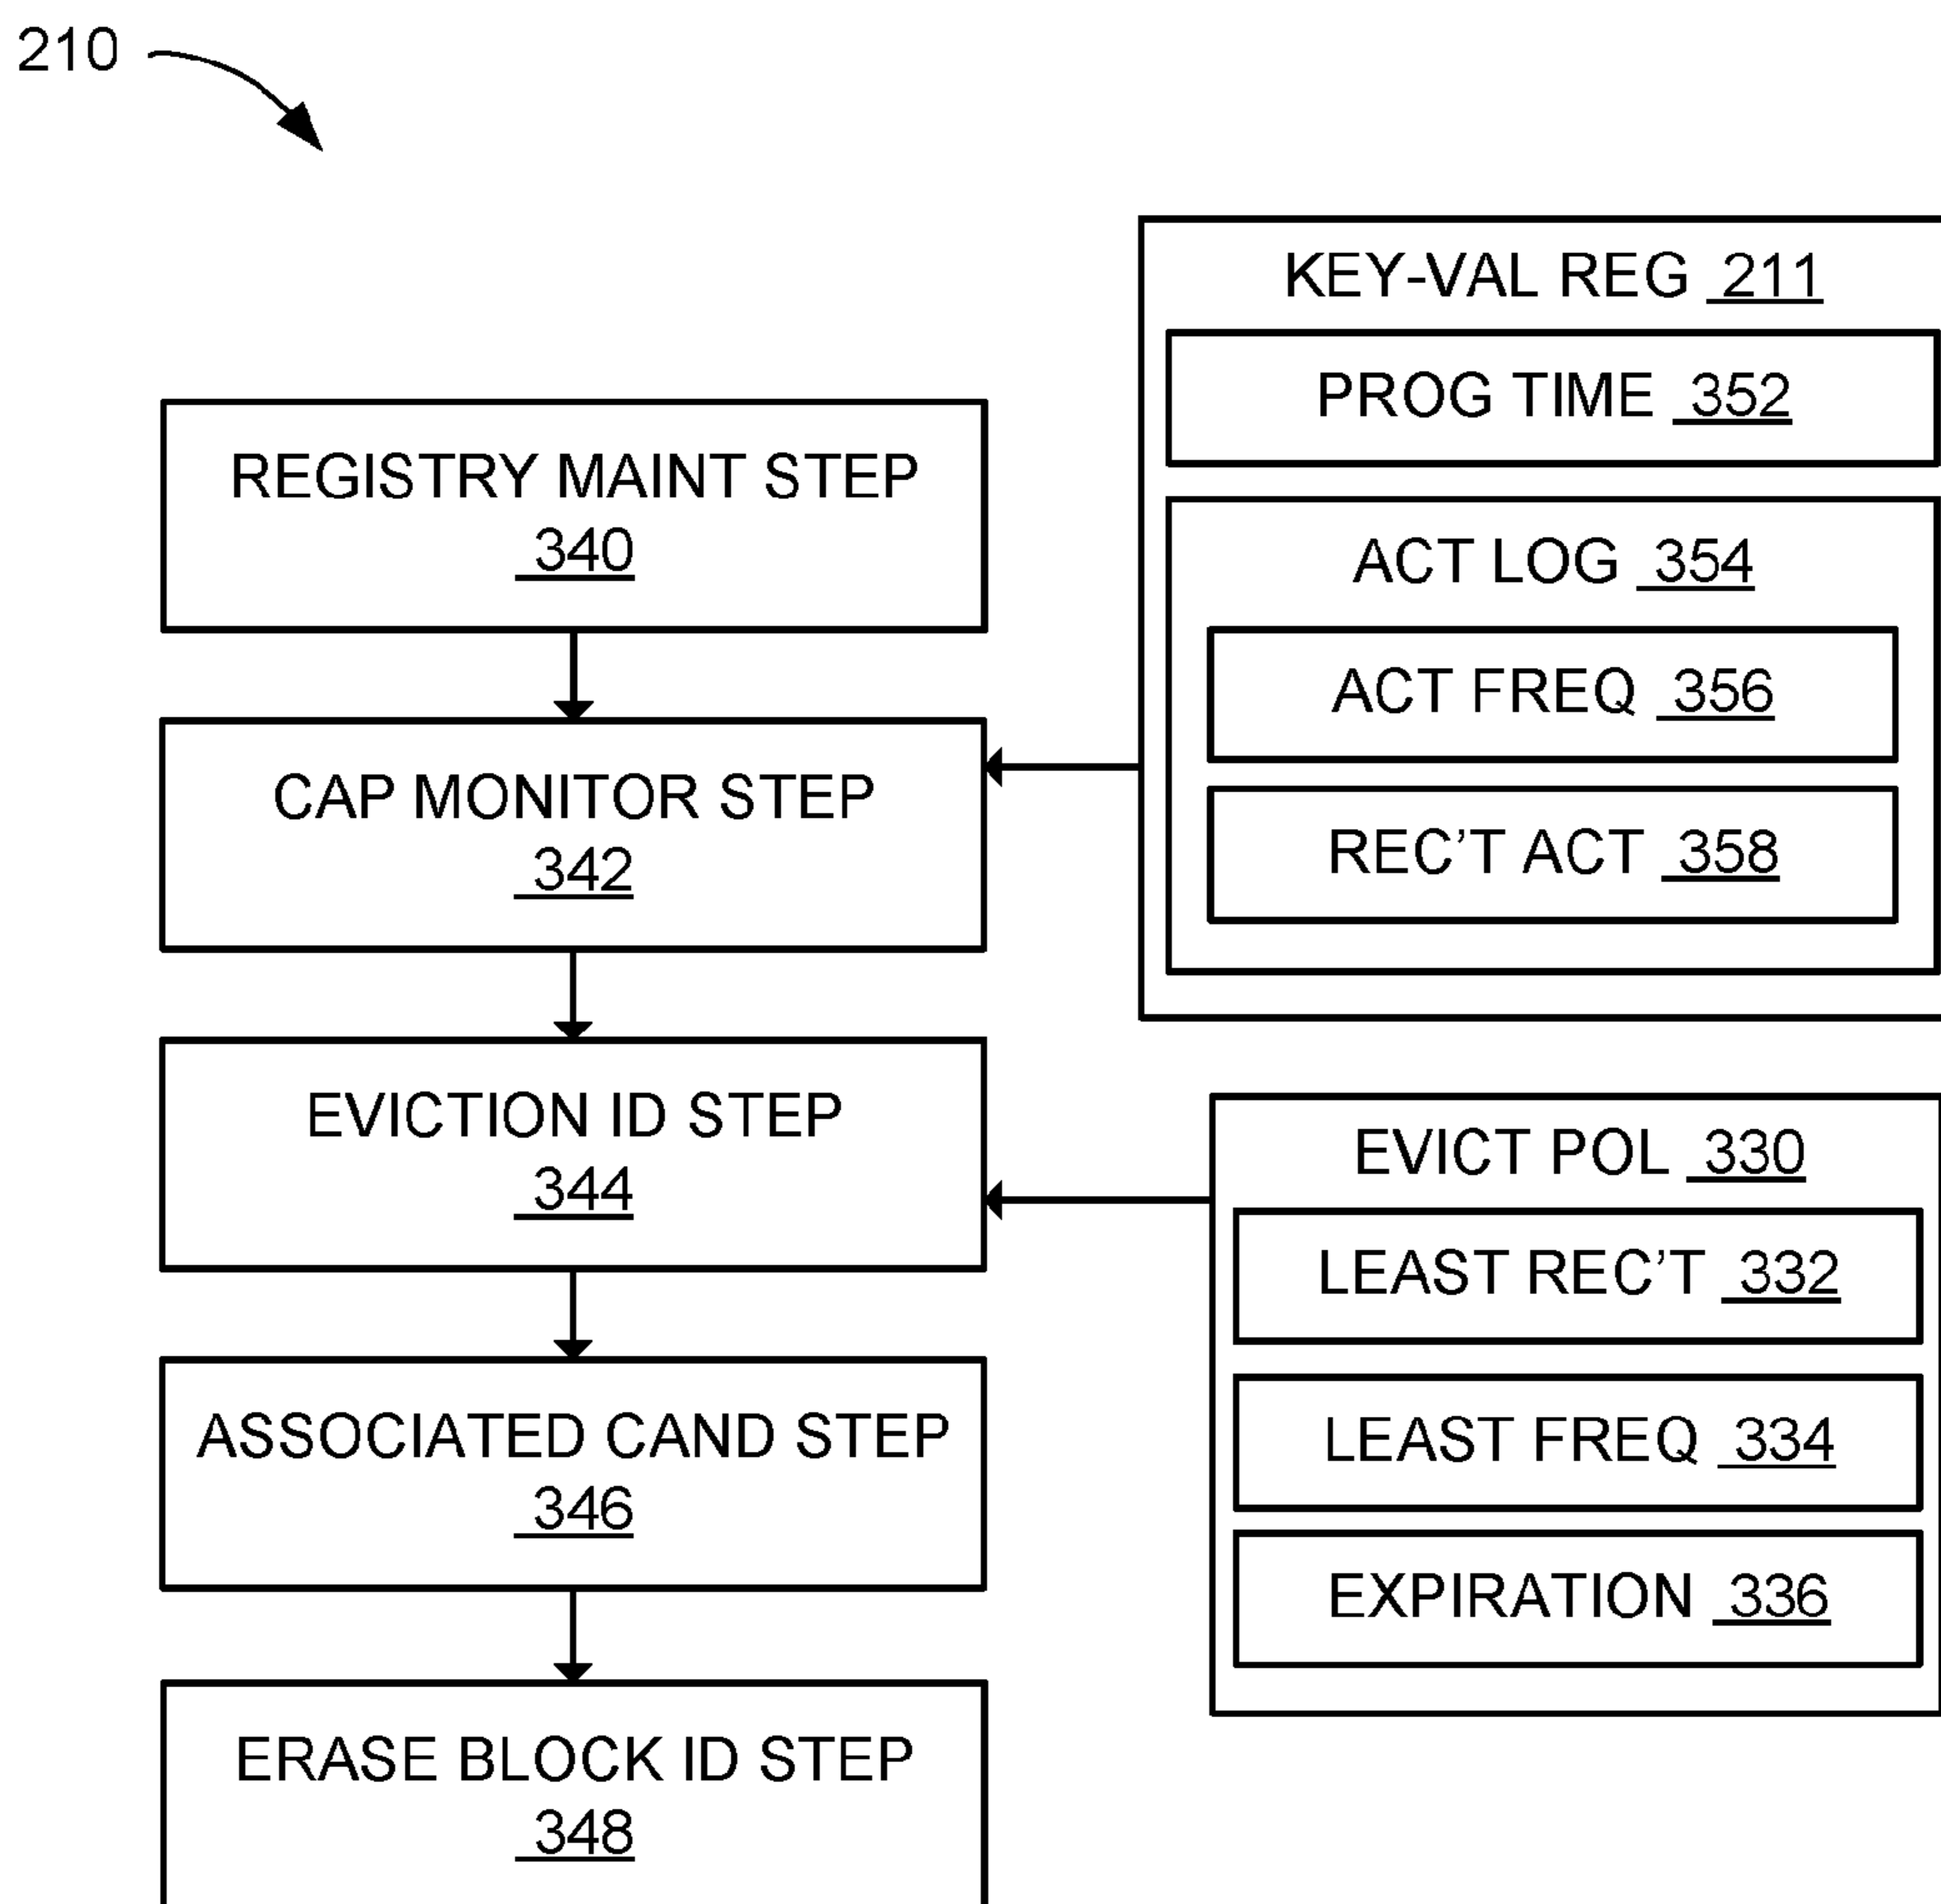 210
KEY-VAL REG 211
PROG TIME 352
REGISTRY MAINT STEP
340
ACT LOG 354
ACT FREQ 356
CAP MONITOR STEP
342
REC’T ACT 358
EVICTION ID STEP
344
EVICT POL 330
LEAST REC’T 332
ASSOCIATED CAND STEP
346
LEAST FREQ 334
EXPIRATION 336
ERASE BLOCK ID STEP
348